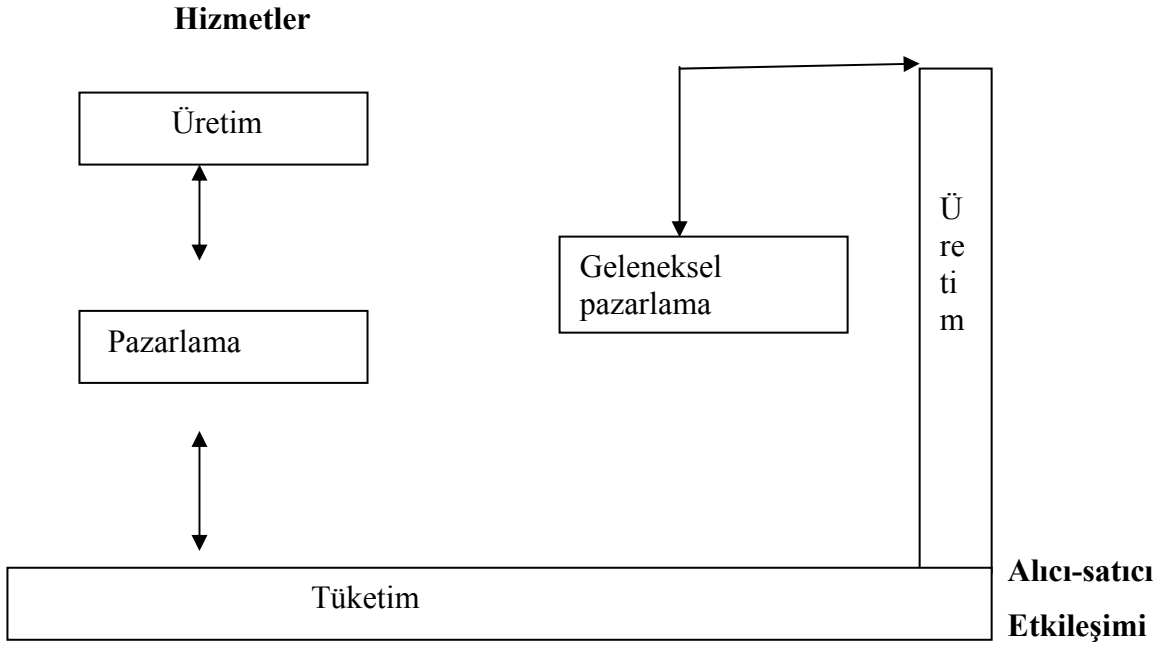 Hizmetler
Üretim
Pazarlama
Geleneksel
pazarlama
Ü
re
ti
m
Tüketim
Alıcı-satıcı
Etkileşimi